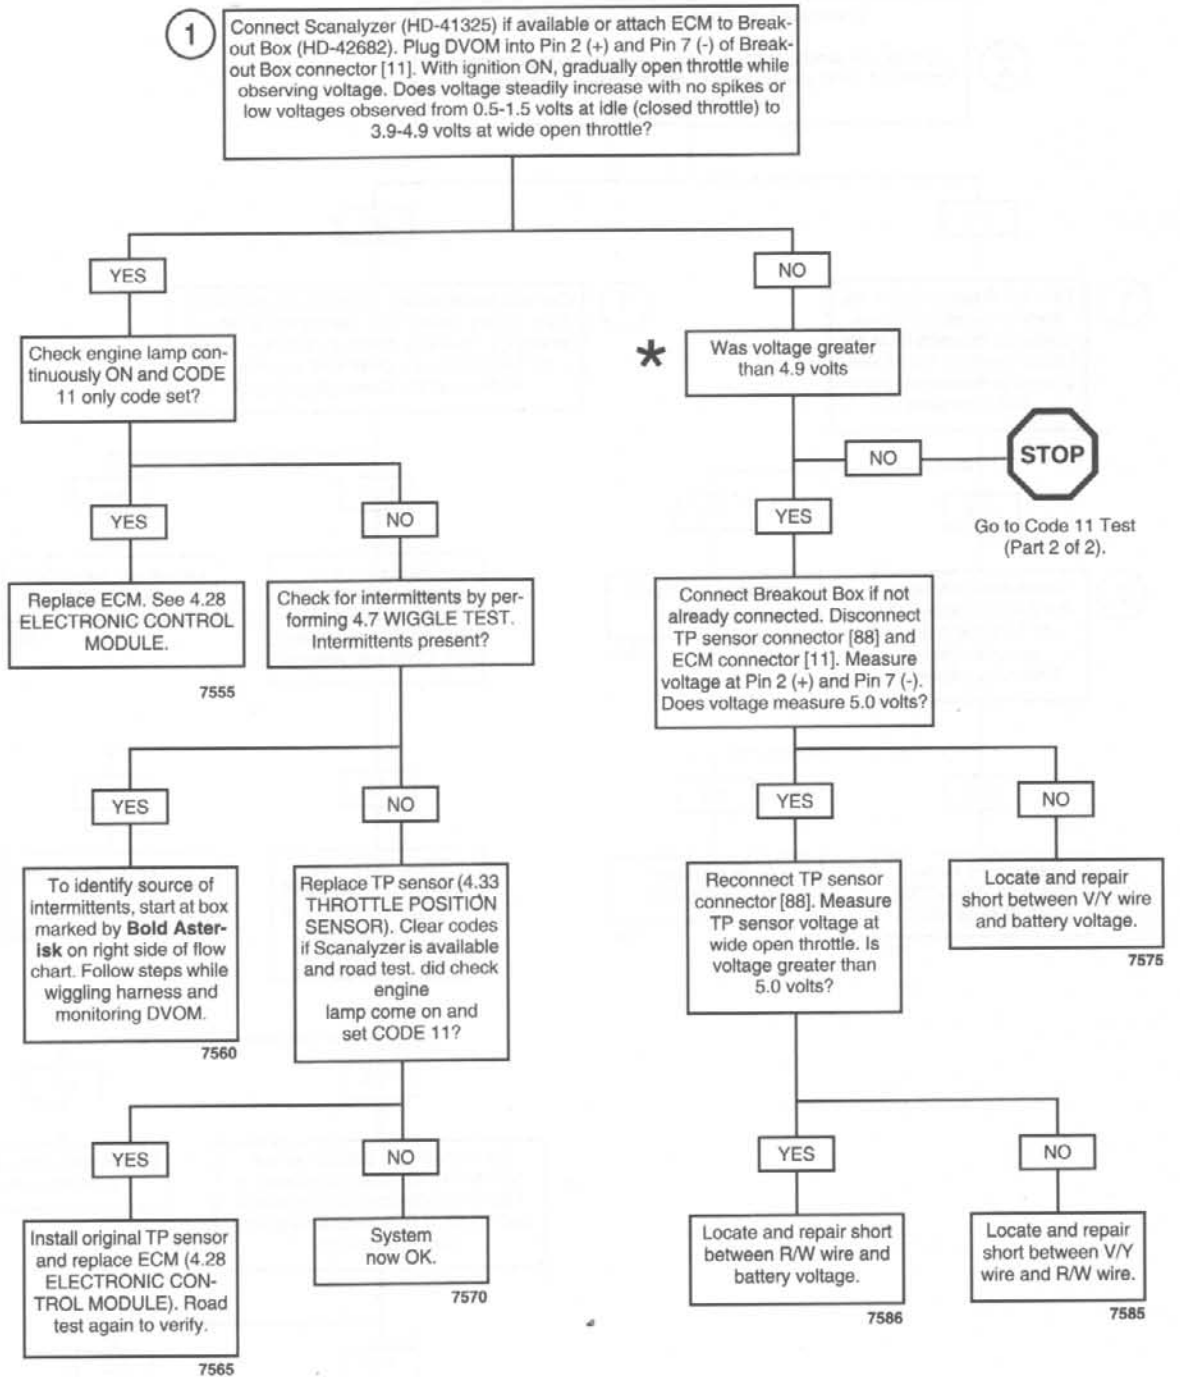 1
Connect Scanalyzer (HD-41325) if available or attach ECM to Break-
out Box (HD-42682). Plug DVOM into Pin 2 (+) and Pin 7 (-) of Break-
out Box connector [11]. With ignition ON, gradually open throttle while
observing voltage. Does voltage steadily increase with no spikes or
low voltages observed from 0.5-1.5 volts at idle (closed throttle) to
3.9-4.9 volts at wide open throttle?
YES
NO
Check engine lamp con-
tinuously ON and CODE
11 only code set?
*
Was voltage greater
than 4.9 volts
NO
STOP
Go to Code 11 Test
(Part 2 of 2).
YES
NO
YES
Replace ECM. See 4.28
ELECTRONIC CONTROL
MODULE.
7555
Check for intermittents by per-
forming 4.7 WIGGLE TEST.
Intermittents present?
Connect Breakout Box if not
already connected. Disconnect
TP sensor connector [88] and
ECM connector [11]. Measure
voltage at Pin 2 (+) and Pin 7 (-).
Does voltage measure 5.0 volts?
YES
NO
YES
NO
To identify source of
intermittents, start at box
marked by Bold Aster-
isk on right side of flow
chart. Follow steps while
wiggling harness and
monitoring DVOM.
7560
Replace TP sensor (4.33
THROTTLE POSITION
SENSOR). Clear codes
if Scanalyzer is available
and road test. did check
engine
lamp come on and
set CODE 11?
Reconnect TP sensor
connector [88]. Measure
TP sensor voltage at
wide open throttle. Is
voltage greater than
5.0 volts?
Locate and repair
short between V/Y wire
and battery voltage.
7575
YES
NO
YES
NO
Install original TP sensor
and replace ECM (4.28
ELECTRONIC CON-
TROL MODULE). Road
test again to verify.
7565
System
now OK.
7570
Locate and repair short
between R/W wire and
battery voltage.
7586
Locate and repair
short between V/Y
wire and R/W wire.
7585